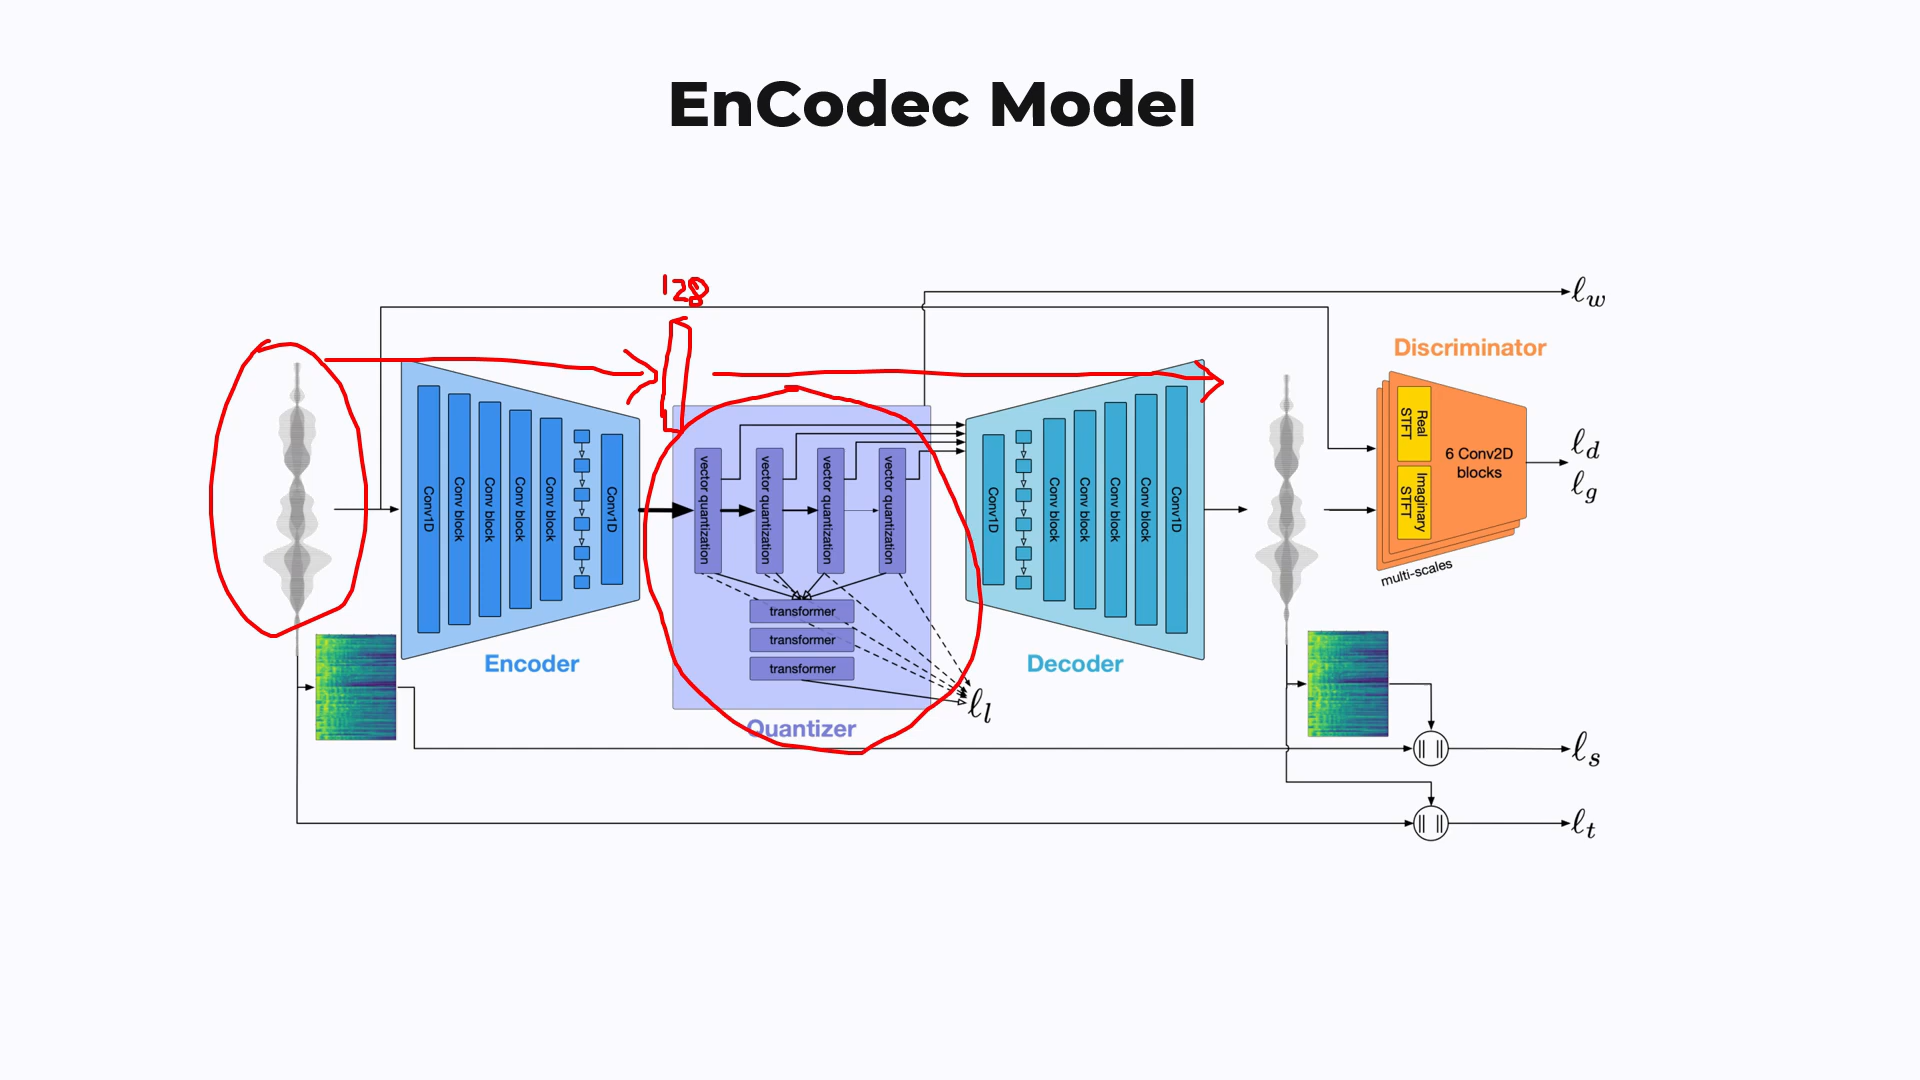 EnCodec Model
128
ℓw
Discriminator
Real STFT
Imaginary STFT
6 Conv2D
blocks
multi-scales
ℓd
ℓg
Conv1D
Conv block
Conv block
Conv block
Conv block
Conv1D
Encoder
vector quantization
vector quantization
vector quantization
vector quantization
transformer
transformer
transformer
Quantizer
ℓl
Conv1D
Conv block
Conv block
Conv block
Conv block
Conv1D
Decoder
ℓs
ℓt